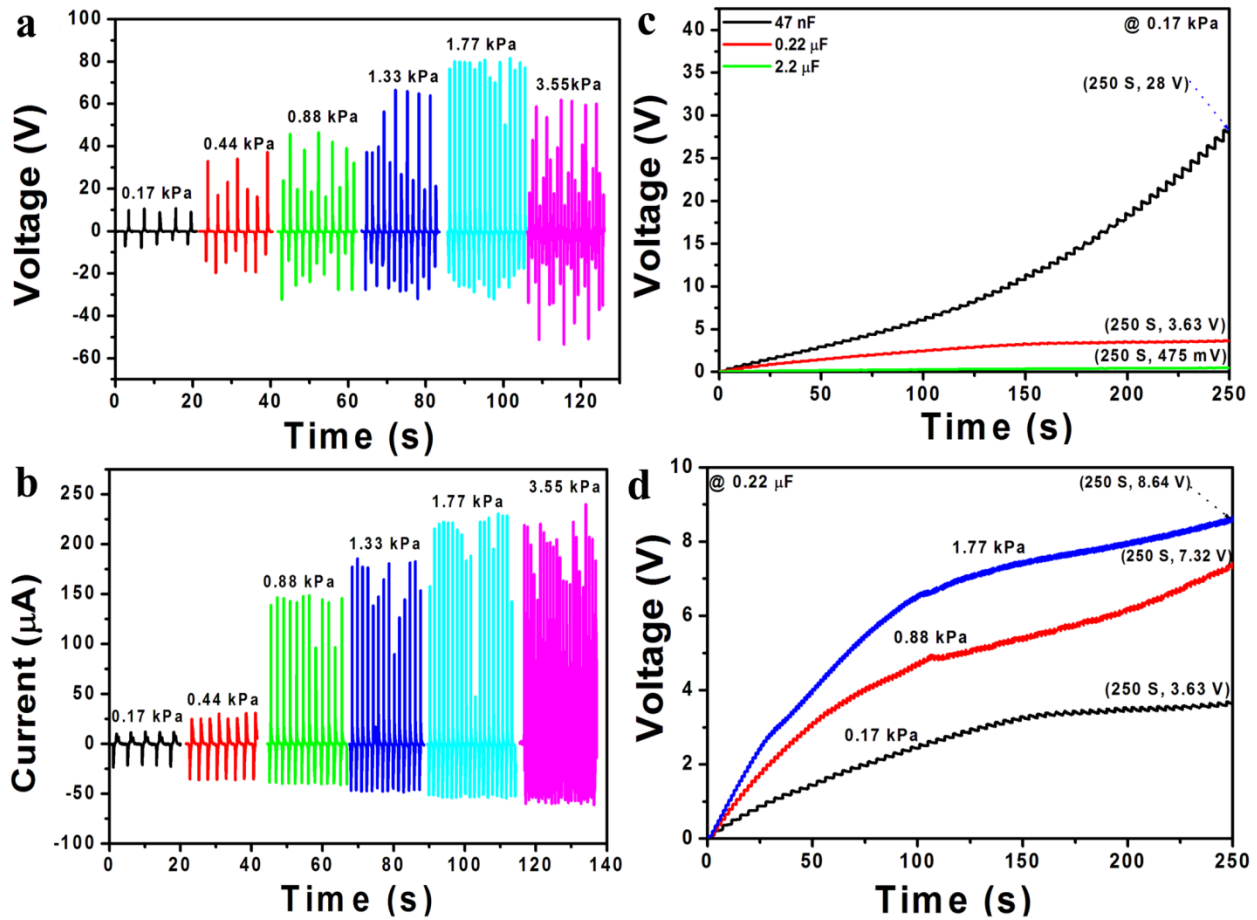 a
100
80
60
40
20
0
-20
-40
-60
Voltage (V)
0.17 kPa
0.44 kPa
0.88 kPa
1.33 kPa
1.77 kPa
3.55kPa
0 20 40 60 80 100 120
Time (s)
c
40
35
30
25
20
15
10
5
0
Voltage (V)
47 nF
0.22 μF
2.2 μF
@ 0.17 kPa
(250 S, 28 V)
(250 S, 3.63 V)
(250 S, 475 mV)
0 50 100 150 200 250
Time (s)
b
250
200
150
100
50
0
-50
-100
Current (μA)
0.17 kPa
0.44 kPa
0.88 kPa
1.33 kPa
1.77 kPa
3.55 kPa
0 20 40 60 80 100 120 140
Time (s)
d
10
8
6
4
2
0
Voltage (V)
@ 0.22 μF
(250 S, 8.64 V)
1.77 kPa
(250 S, 7.32 V)
0.88 kPa
(250 S, 3.63 V)
0.17 kPa
0 50 100 150 200 250
Time (s)